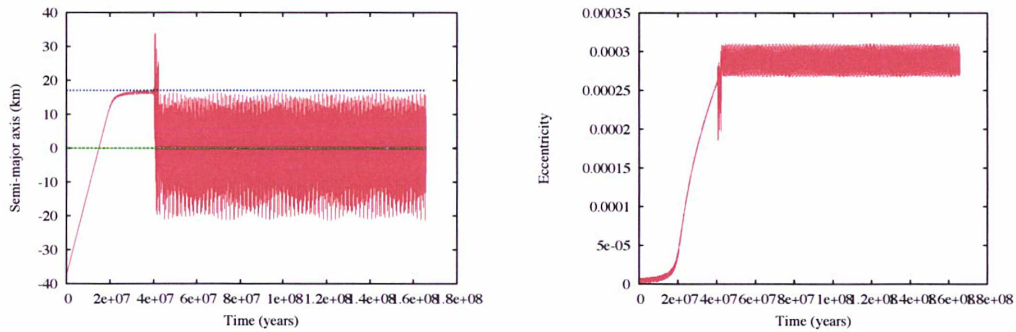 40
30
20
10
0
-10
-20
-30
-40
Semi-major axis (km)
0 2e+07 4e+07 6e+07 8e+07 1e+08 1.2e+08 1.4e+08 1.6e+08 1.8e+08
Time (years)
0.00035
0.0003
0.00025
0.0002
0.00015
0.0001
5e-05
0
Eccentricity
0 2e+07 4e+07 6e+07 8e+07 1e+08 1.2e+08 1.4e+08 1.6e+08 1.8e+08
Time (years)